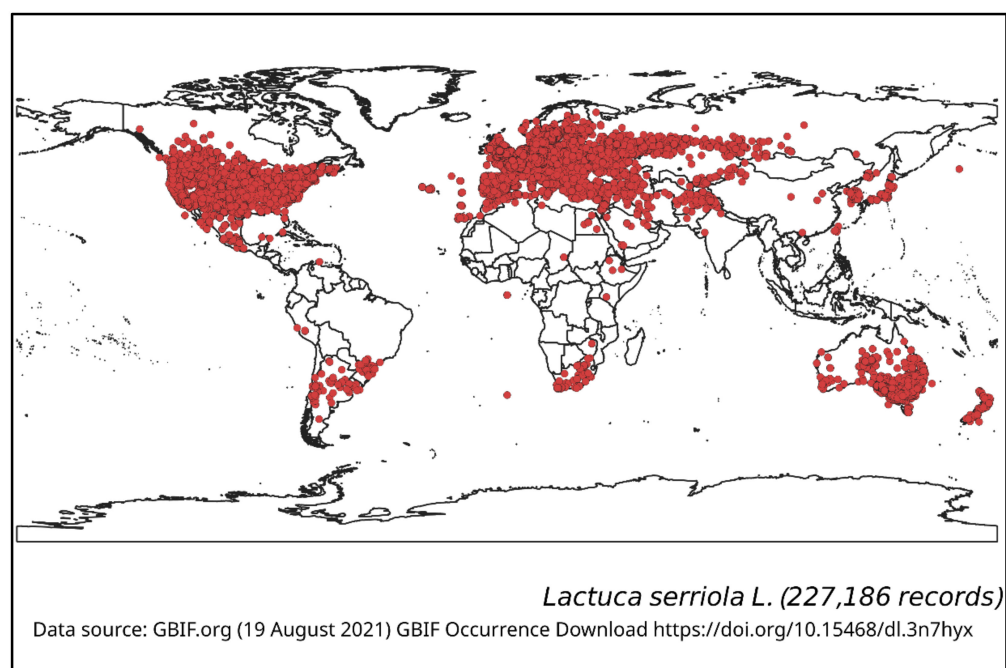 Lactuca serriola L. (227,186 records)
Data source: GBIF.org (19 August 2021) GBIF Occurrence Download https://doi.org/10.15468/dl.3n7hyx